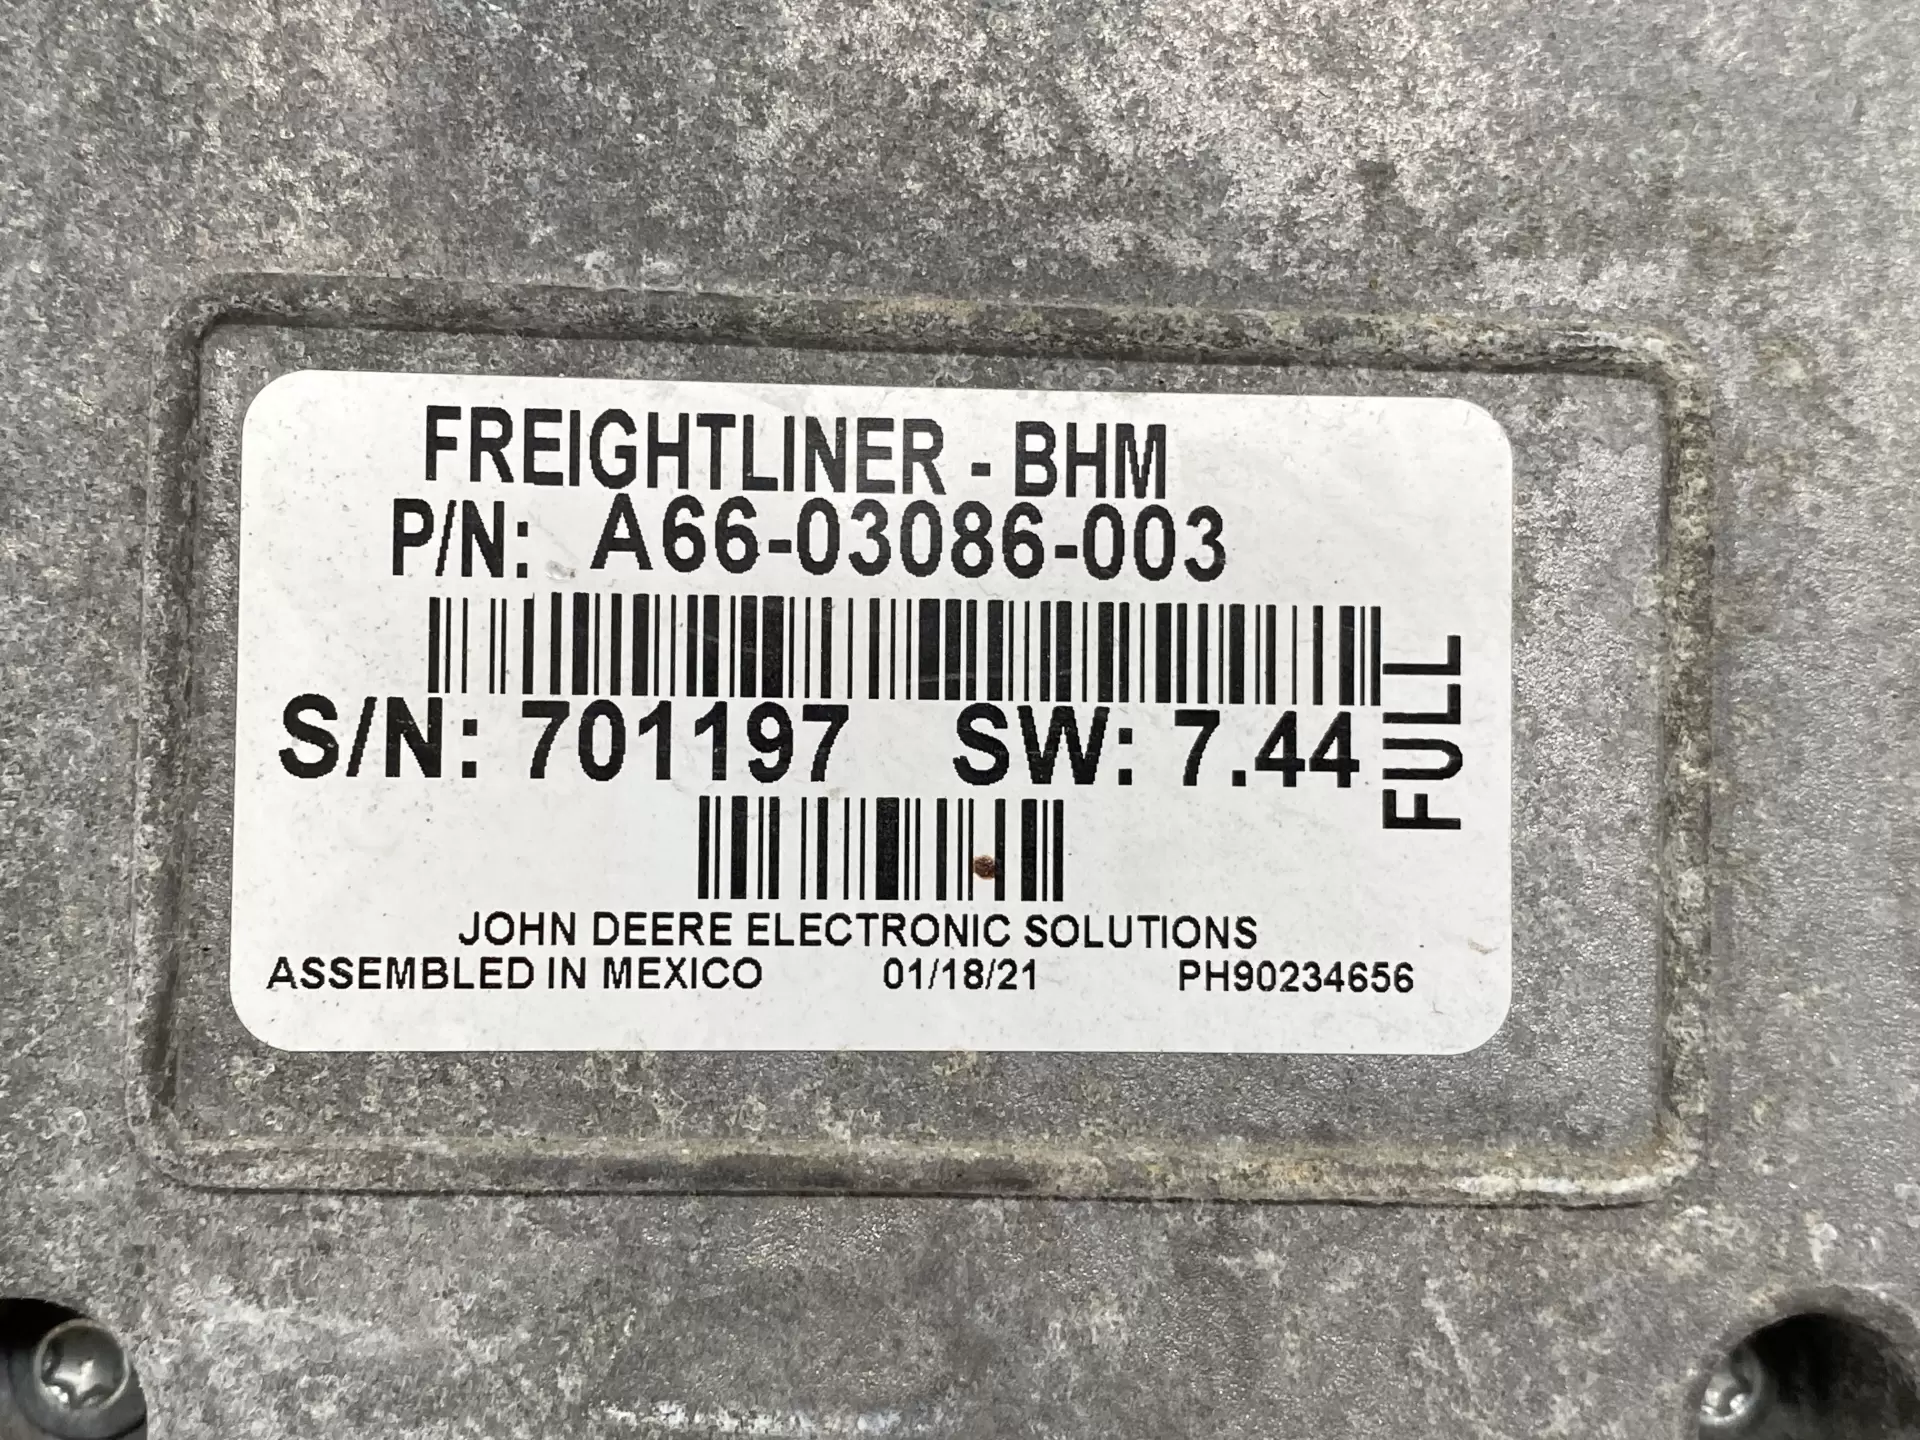 FREIGHTLINER - BHM
P/N: A66-03086-003
S/N: 701197 SW: 7.44
FULL
JOHN DEERE ELECTRONIC SOLUTIONS
ASSEMBLED IN MEXICO 01/18/21 PH90234656